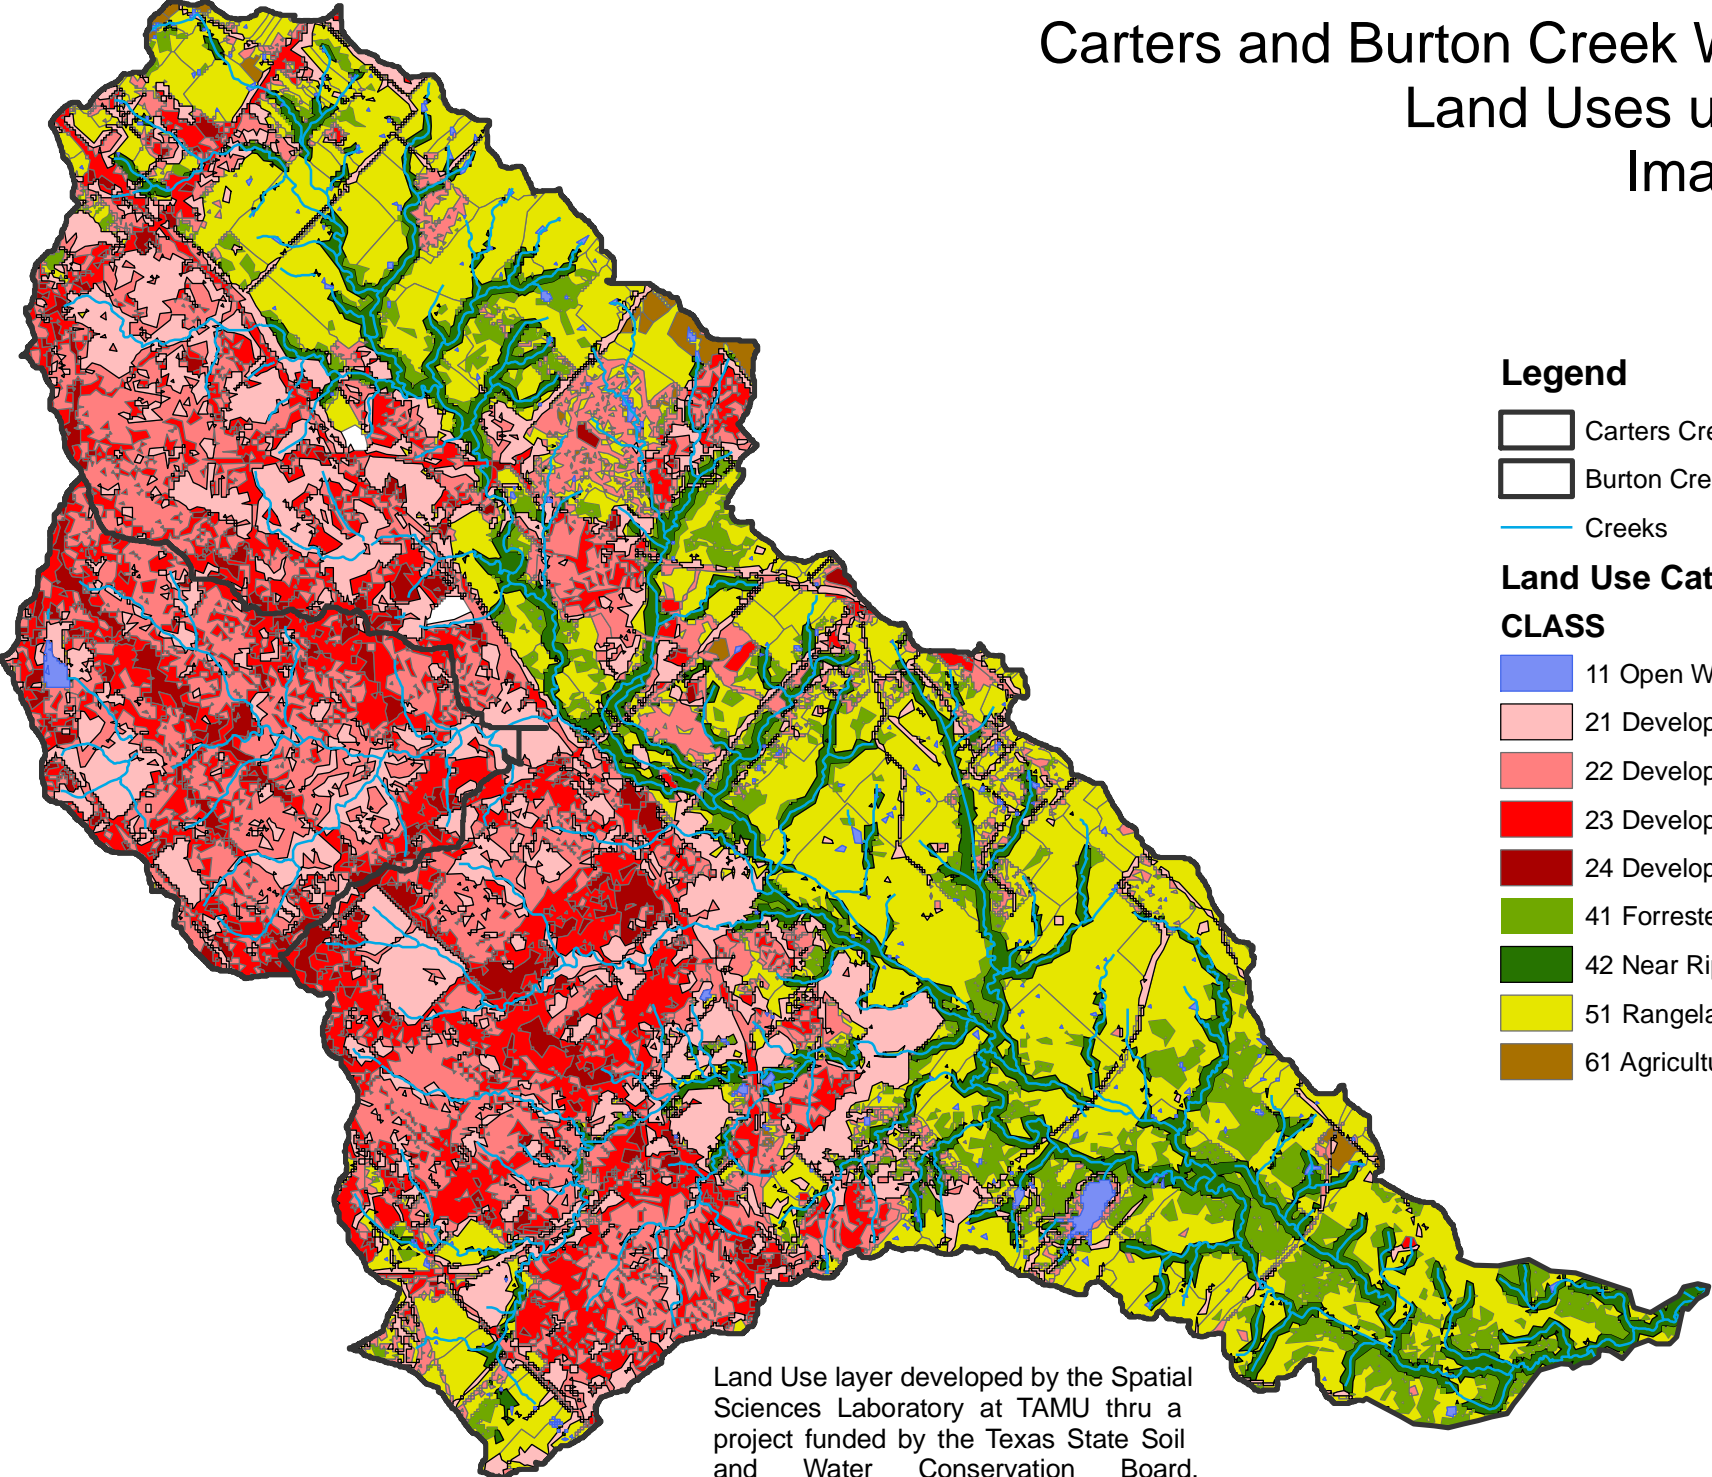 Carters and Burton Creek W
Land Uses u
Ima
Legend
Carters Cre
Burton Cre
Creeks
Land Use Cat
CLASS
11 Open W
21 Develop
22 Develop
23 Develop
24 Develop
41 Forreste
42 Near Rip
51 Rangela
61 Agricultu
Land Use layer developed by the Spatial
Sciences Laboratory at TAMU thru a
project funded by the Texas State Soil
and Water Conservation Board.